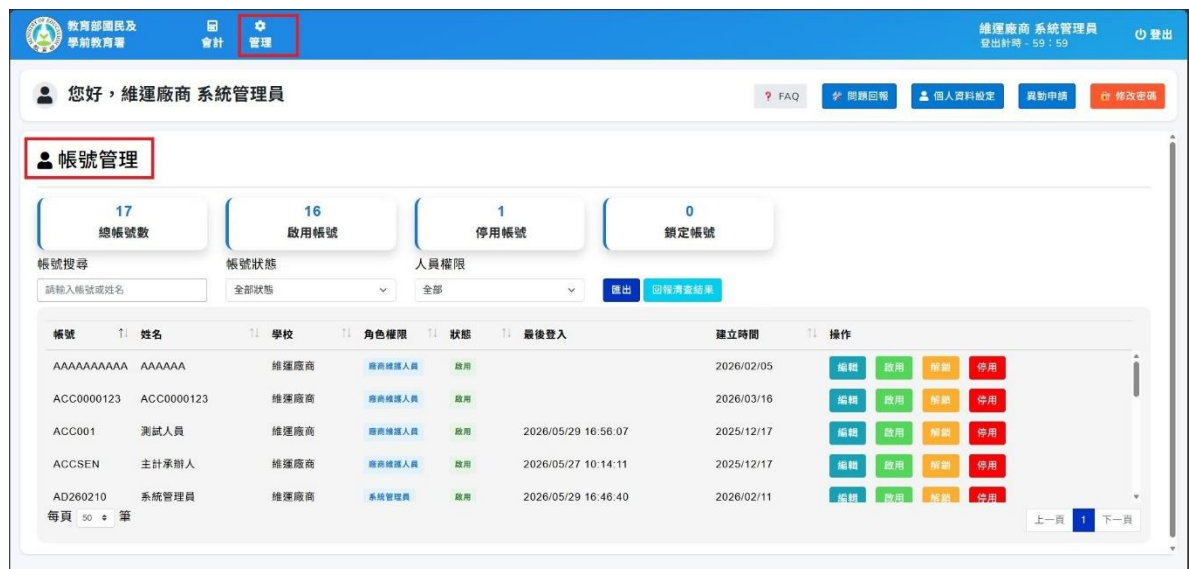 教育部國民及
學前教育署
會計
管理
維運廠商 系統管理員
登出計時 - 59：59
登出
您好，維運廠商 系統管理員
? FAQ
問題回報
個人資料設定
異動申請
修改密碼
帳號管理
17
總帳號數
16
啟用帳號
1
停用帳號
0
鎖定帳號
帳號搜尋
帳號狀態
人員權限
請輸入帳號或姓名
全部狀態
全部
匯出
回報清查結果
帳號 姓名 學校 角色權限 狀態 最後登入 建立時間 操作
AAAAAAAAAA AAAAAA 維運廠商 廠商維護人員 啟用 2026/02/05 編輯 啟用 解鎖 停用
ACC0000123 ACC0000123 維運廠商 廠商維護人員 啟用 2026/03/16 編輯 啟用 解鎖 停用
ACC001 測試人員 維運廠商 廠商維護人員 啟用 2026/05/29 16:56:07 2025/12/17 編輯 啟用 解鎖 停用
ACCSEN 主計承辦人 維運廠商 廠商維護人員 啟用 2026/05/27 10:14:11 2025/12/17 編輯 啟用 解鎖 停用
AD260210 系統管理員 維運廠商 系統管理員 啟用 2026/05/29 16:46:40 2026/02/11 編輯 啟用 解鎖 停用
每頁 50 筆
上一頁 1 下一頁